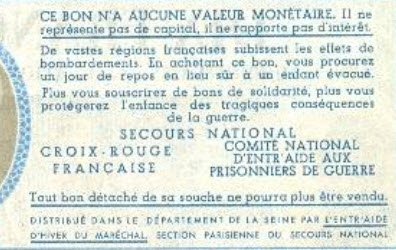 CE BON N'A AUCUNE VALEUR MONÉTAIRE. Il ne
représente pas de capital, il ne rapporte pas d'intérêt.
De vastes régions françaises subissent les effets de
bombardements. En achetant ce bon, vous procurez
un jour de repos en lieu sûr à un enfant évacué.
Plus vous souscrirez de bons de solidarité, plus vous
protégerez l'enfance des tragiques conséquences
de la guerre.
SECOURS NATIONAL
CROIX-ROUGE
FRANÇAISE
COMITÉ NATIONAL
D'ENTR'AIDE AUX
PRISONNIERS DE GUERRE
Tout bon détaché de sa souche ne pourra plus être vendu.
DISTRIBUÉ DANS LE DÉPARTEMENT DE LA SEINE PAR L'ENTR'AIDE
D'HIVER DU MARÉCHAL, SECTION PARISIENNE DU SECOURS NATIONAL